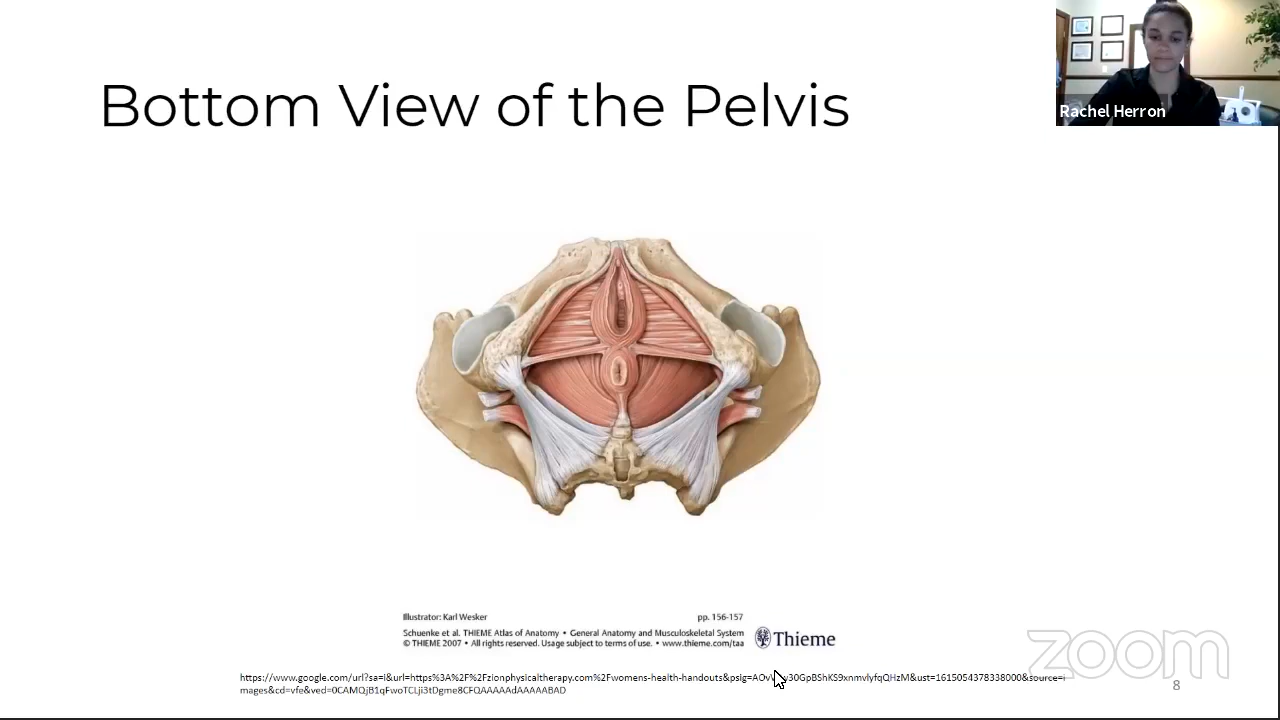 Bottom View of the Pelvis
Rachel Herron
Illustrator: Karl Wesker pp. 156-157
Schuenke et al. THIEME Atlas of Anatomy • General Anatomy and Musculoskeletal System
© THIEME 2007 • All rights reserved. Usage subject to terms of use. • www.thieme.com/taa
Thieme
zoom
8